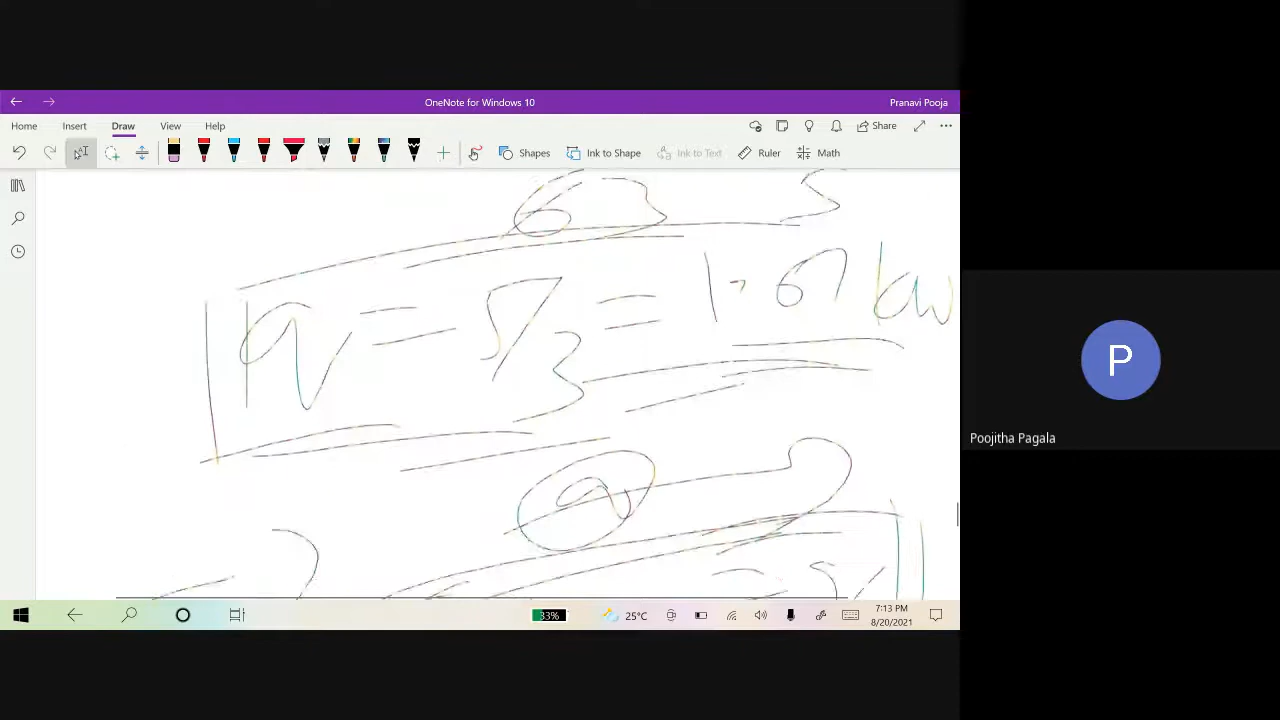 OneNote for Windows 10
Pranavi Pooja
Home Insert Draw View Help
Share
Shapes Ink to Shape Ink to Text Ruler Math
q = 5/3 = 1.67 kw
a
P
Poojitha Pagala
33%
25°C
7:13 PM
8/20/2021